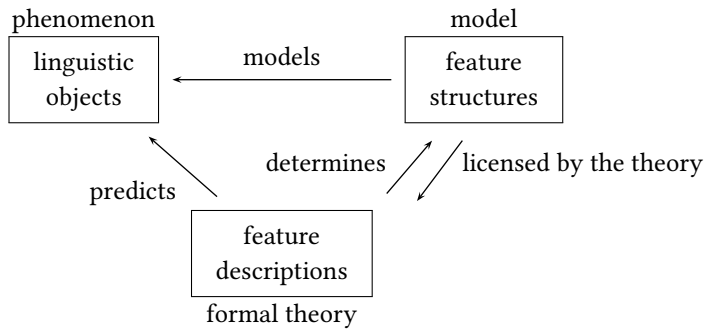 phenomenon
model
linguistic
objects
models
feature
structures
determines
licensed by the theory
predicts
feature
descriptions
formal theory